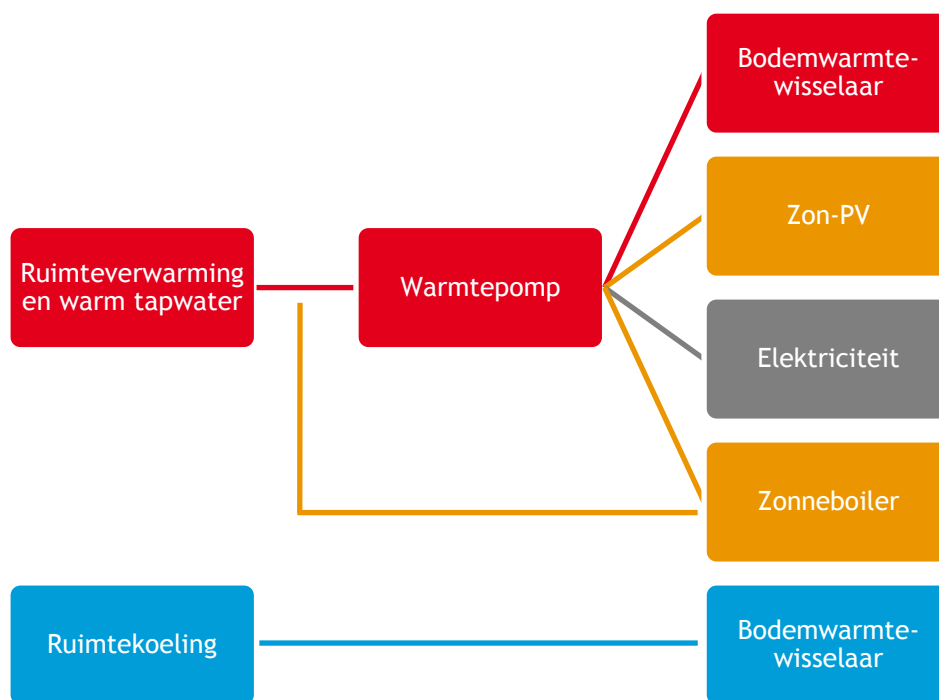 Bodemwarmte-
wisselaar
Zon-PV
Ruimteverwarming
en warm tapwater
Warmtepomp
Elektriciteit
Zonneboiler
Ruimtekoeling
Bodemwarmte-
wisselaar